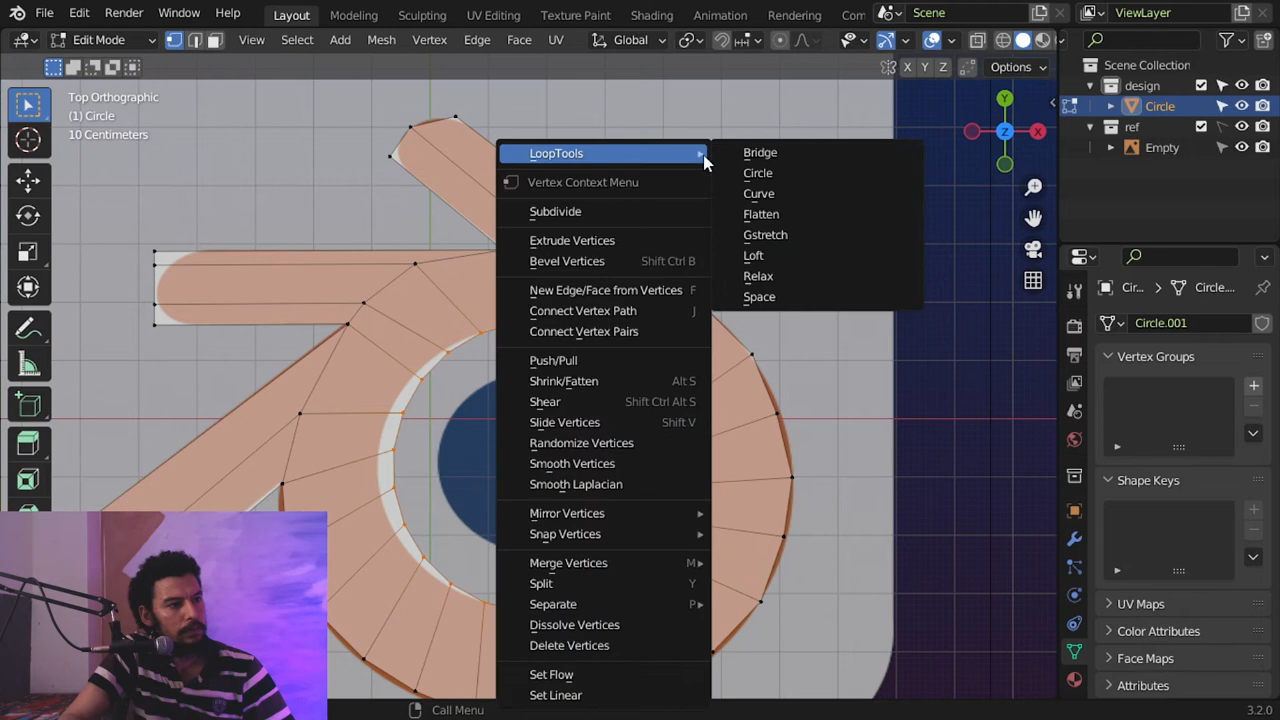 File
Edit
Render
Window
Help
Layout
Modeling
Sculpting
UV Editing
Texture Paint
Shading
Animation
Rendering
Com
Scene
ViewLayer
Edit Mode
View
Select
Add
Mesh
Vertex
Edge
Face
UV
Global
X
Y
Z
Options
Scene Collection
design
Circle
ref
Empty
Top Orthographic
(1) Circle
10 Centimeters
Y
X
Z
LoopTools
Vertex Context Menu
Subdivide
Extrude Vertices
Bevel Vertices Shift Ctrl B
New Edge/Face from Vertices F
Connect Vertex Path J
Connect Vertex Pairs
Push/Pull
Shrink/Fatten Alt S
Shear Shift Ctrl Alt S
Slide Vertices Shift V
Randomize Vertices
Smooth Vertices
Smooth Laplacian
Mirror Vertices
Snap Vertices
Merge Vertices M
Split Y
Separate P
Dissolve Vertices
Delete Vertices
Set Flow
Set Linear
Bridge
Circle
Curve
Flatten
Gstretch
Loft
Relax
Space
Cir...
Circle...
Circle.001
Vertex Groups
Shape Keys
UV Maps
Color Attributes
Face Maps
Attributes
Call Menu
3.2.0